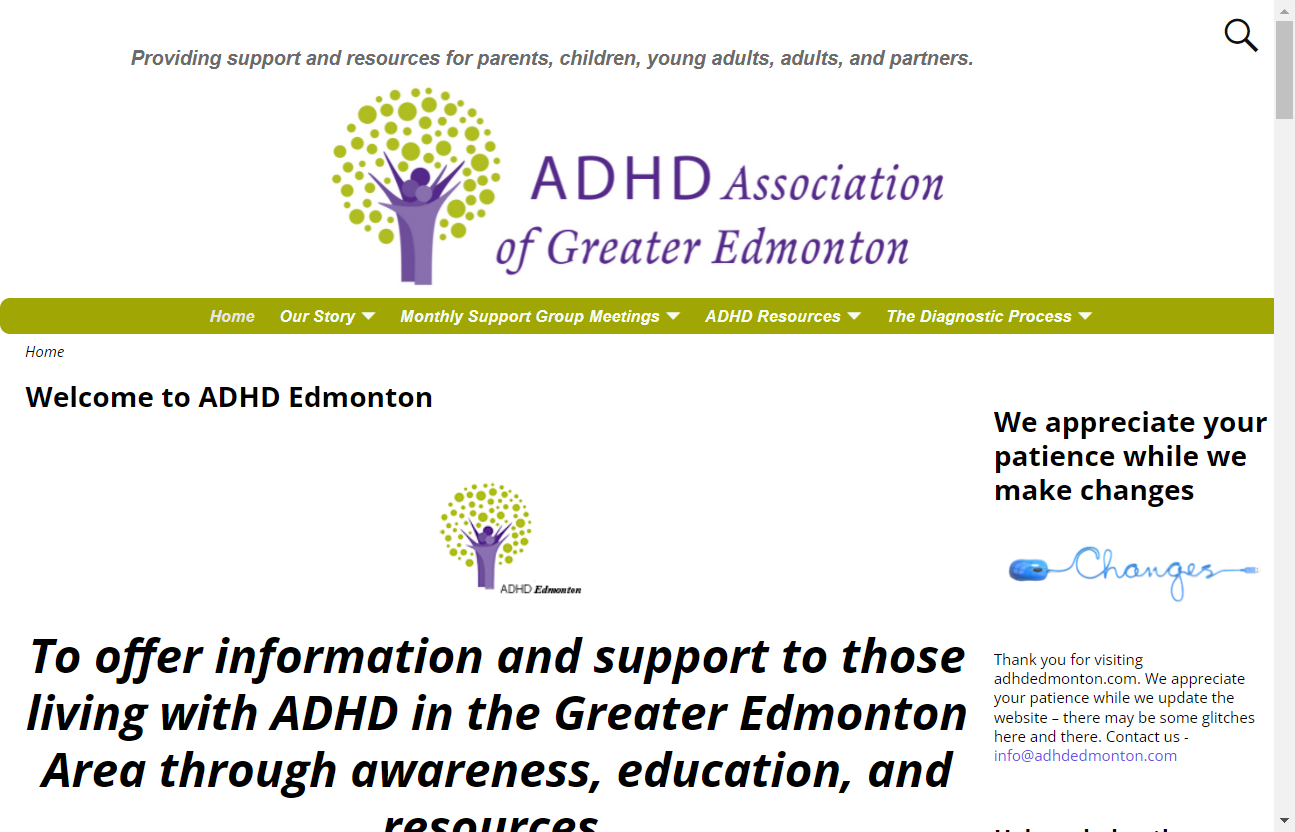 Providing support and resources for parents, children, young adults, adults, and partners.
ADHD Association
of Greater Edmonton
Home Our Story Monthly Support Group Meetings ADHD Resources The Diagnostic Process
Home
Welcome to ADHD Edmonton
ADHD Edmonton
To offer information and support to those
living with ADHD in the Greater Edmonton
Area through awareness, education, and
resources
We appreciate your
patience while we
make changes
Changes
Thank you for visiting
adhdedmonton.com. We appreciate
your patience while we update the
website – there may be some glitches
here and there. Contact us -
info@adhdedmonton.com